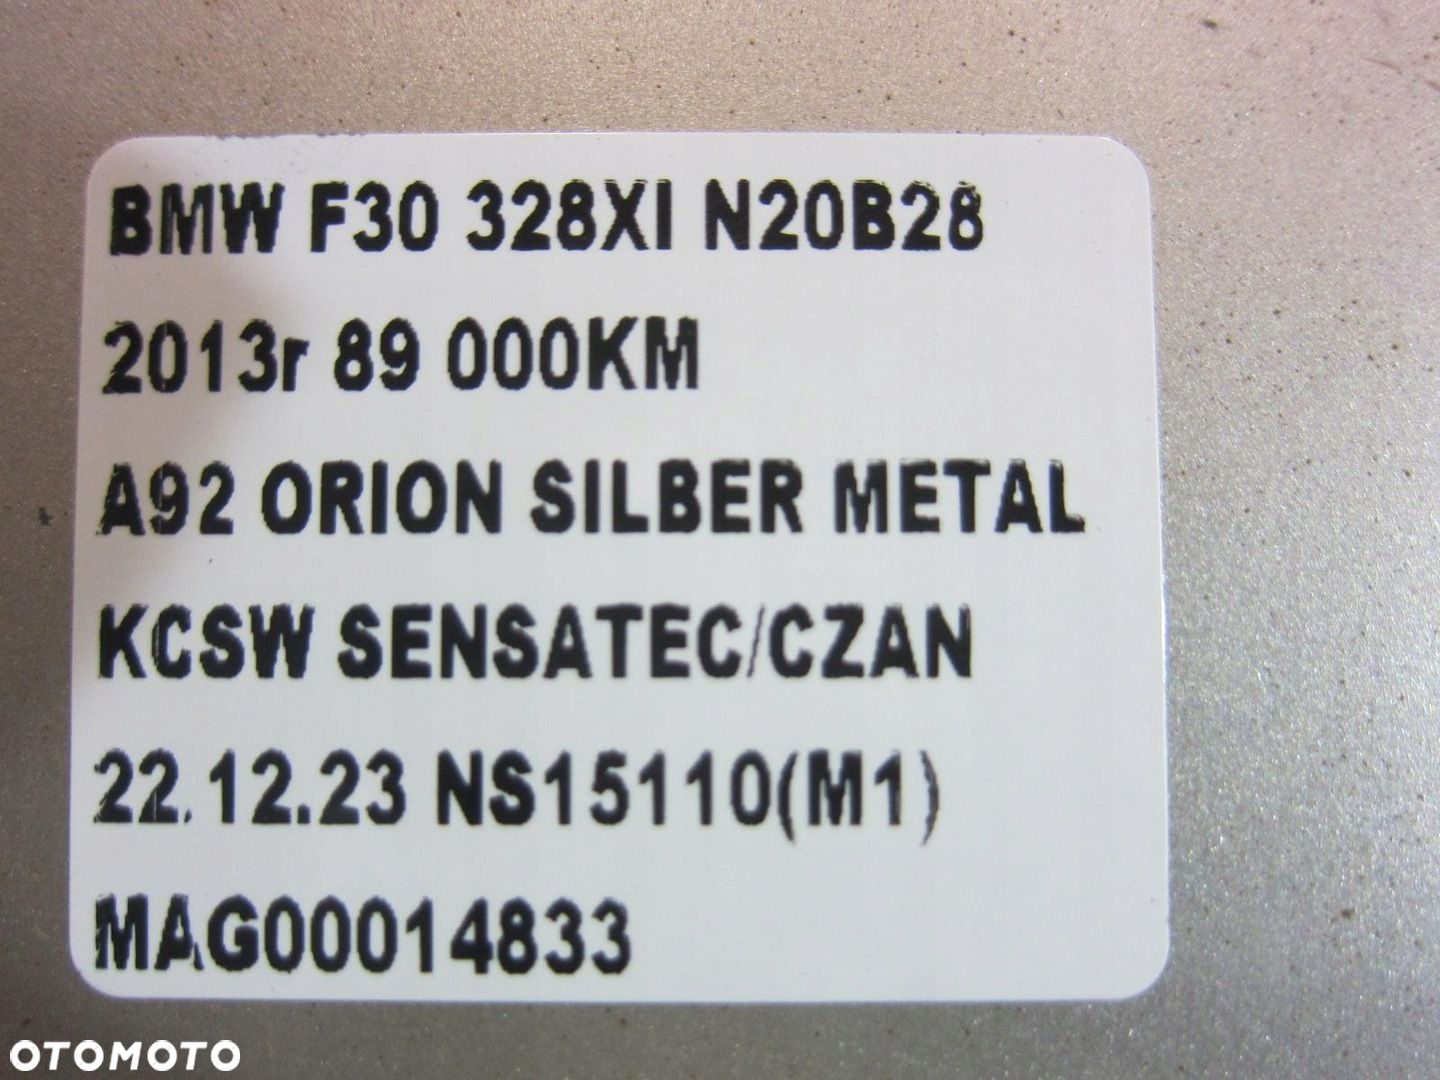 BMW F30 328XI N20B28
2013r 89 000KM
A92 ORION SILBER METAL
KCSW SENSATEC/CZAN
22.12.23 NS15110(M1)
MAG00014833
OTOMOTO